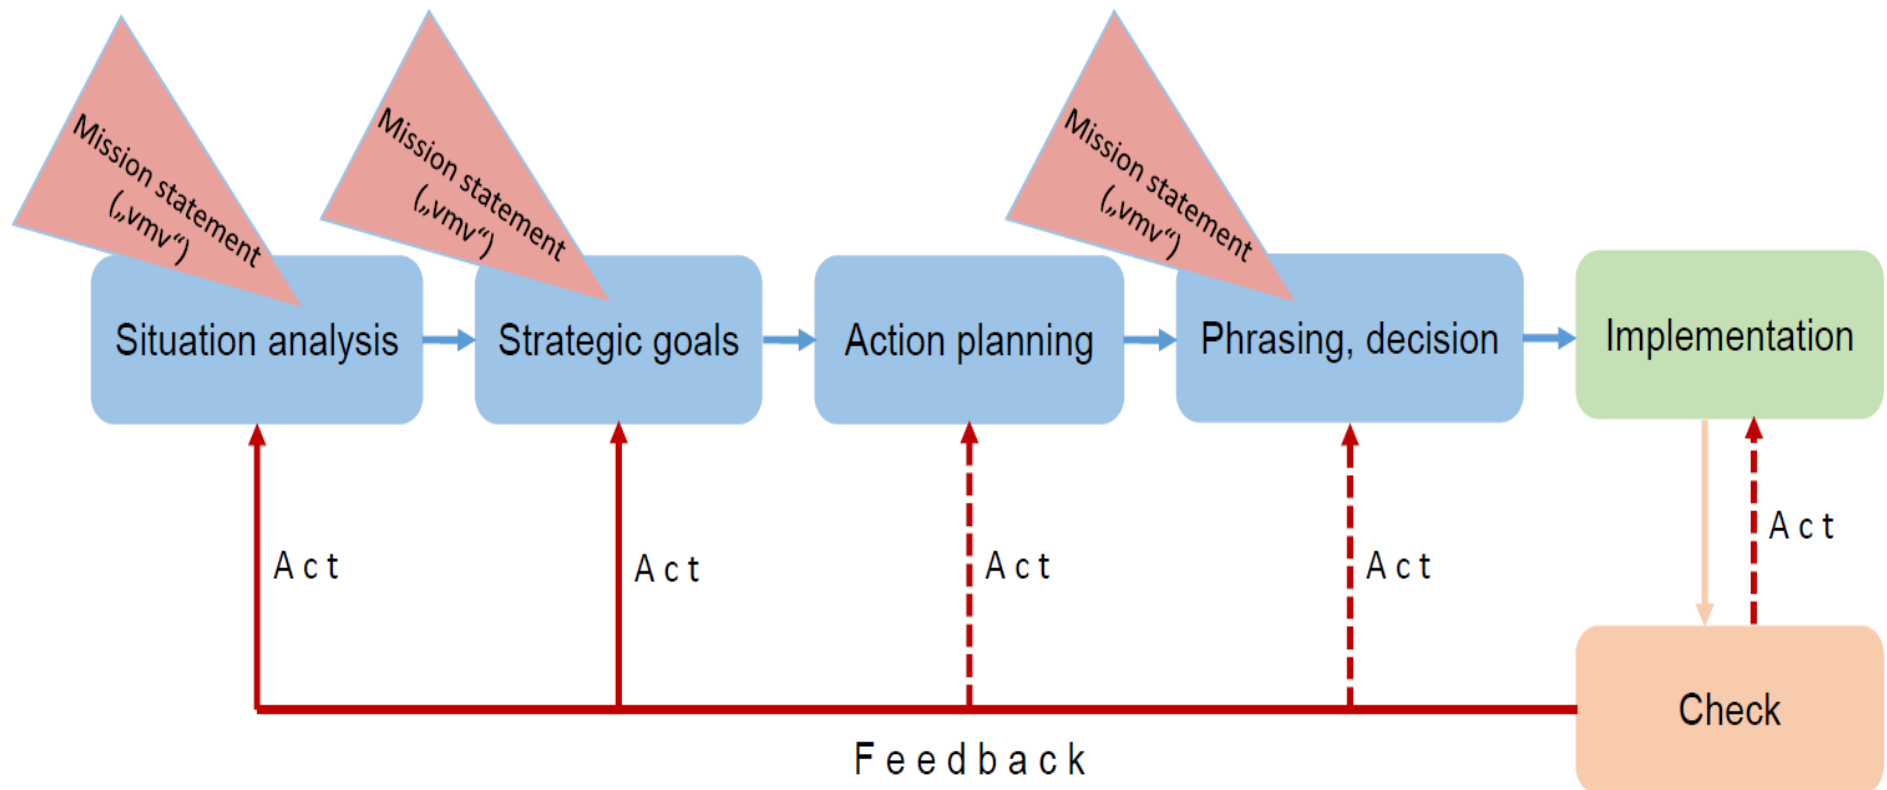 Mission statement
(„vmv“)
Mission statement
(„vmv“)
Mission statement
(„vmv“)
Situation analysis
Strategic goals
Action planning
Phrasing, decision
Implementation
Act
Act
Act
Act
Act
Check
Feedback